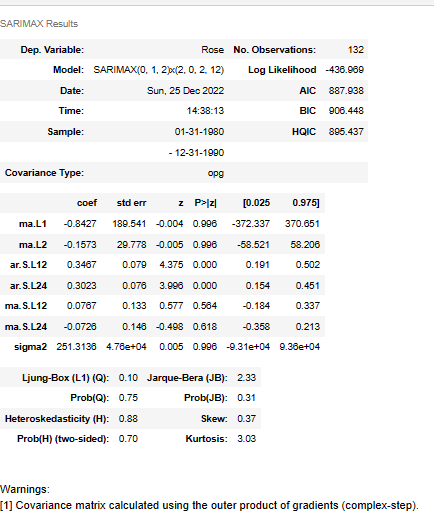 SARIMAX Results
Dep. Variable: Rose No. Observations: 132
Model: SARIMAX(0, 1, 2)x(2, 0, 2, 12) Log Likelihood -436.969
Date: Sun, 25 Dec 2022 AIC 887.938
Time: 14:38:13 BIC 906.448
Sample: 01-31-1980 HQIC 895.437
- 12-31-1990
Covariance Type: opg
coef std err z P>|z| [0.025 0.975]
ma.L1 -0.8427 189.541 -0.004 0.996 -372.337 370.651
ma.L2 -0.1573 29.778 -0.005 0.996 -58.521 58.206
ar.S.L12 0.3467 0.079 4.375 0.000 0.191 0.502
ar.S.L24 0.3023 0.076 3.996 0.000 0.154 0.451
ma.S.L12 0.0767 0.133 0.577 0.564 -0.184 0.337
ma.S.L24 -0.0726 0.146 -0.498 0.618 -0.358 0.213
sigma2 251.3136 4.76e+04 0.005 0.996 -9.31e+04 9.36e+04
Ljung-Box (L1) (Q): 0.10 Jarque-Bera (JB): 2.33
Prob(Q): 0.75 Prob(JB): 0.31
Heteroskedasticity (H): 0.88 Skew: 0.37
Prob(H) (two-sided): 0.70 Kurtosis: 3.03
Warnings:
[1] Covariance matrix calculated using the outer product of gradients (complex-step).